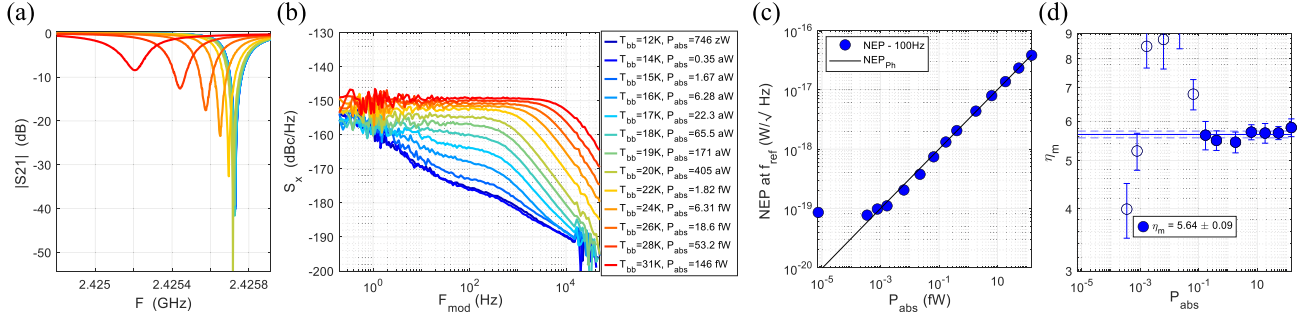 (a)
0
-10
-20
-30
-40
-50
|S21| (dB)
2.425
2.4254
2.4258
F (GHz)
(b)
-130
-140
-150
-160
-170
-180
-190
-200
S_x (dBc/Hz)
10^0
10^2
10^4
F_mod (Hz)
T_bb=12K, P_abs=746 zW
T_bb=14K, P_abs=0.35 aW
T_bb=15K, P_abs=1.67 aW
T_bb=16K, P_abs=6.28 aW
T_bb=17K, P_abs=22.3 aW
T_bb=18K, P_abs=65.5 aW
T_bb=19K, P_abs=171 aW
T_bb=20K, P_abs=405 aW
T_bb=22K, P_abs=1.82 fW
T_bb=24K, P_abs=6.31 fW
T_bb=26K, P_abs=18.6 fW
T_bb=28K, P_abs=53.2 fW
T_bb=31K, P_abs=146 fW
(c)
10^-16
10^-17
10^-18
10^-19
10^-20
NEP at f_ref (W/√ Hz)
NEP - 100Hz
NEP_Ph
10^-5
10^-3
10^-1
10
P_abs (fW)
(d)
9
8
7
6
5
4
3
η_m
η_m = 5.64 ± 0.09
10^-5
10^-3
10^-1
10
P_abs